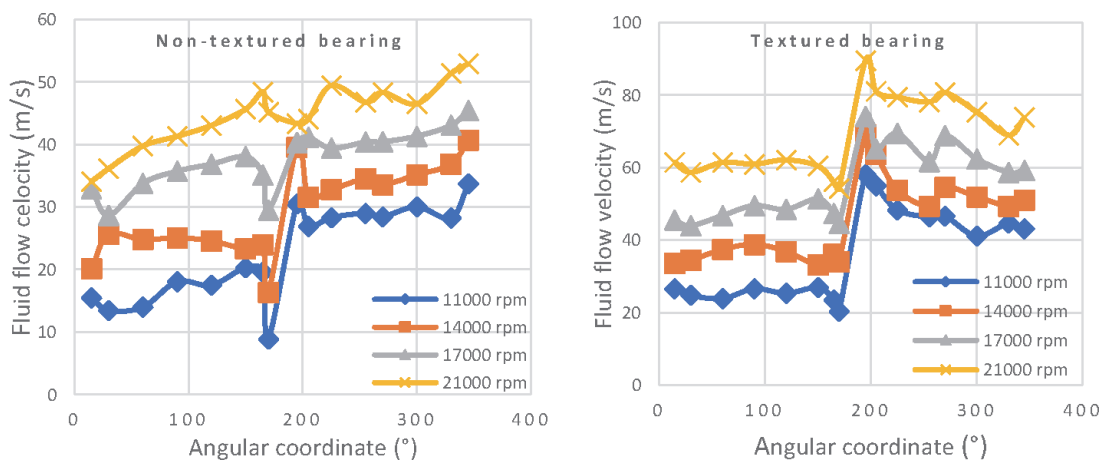 Non-textured bearing
Fluid flow celocity (m/s)
60
50
40
30
20
10
0
0
100
200
300
400
Angular coordinate (°)
11000 rpm
14000 rpm
17000 rpm
21000 rpm
Textured bearing
Fluid flow velocity (m/s)
100
80
60
40
20
0
0
100
200
300
400
Angular coordinate (°)
11000 rpm
14000 rpm
17000 rpm
21000 rpm